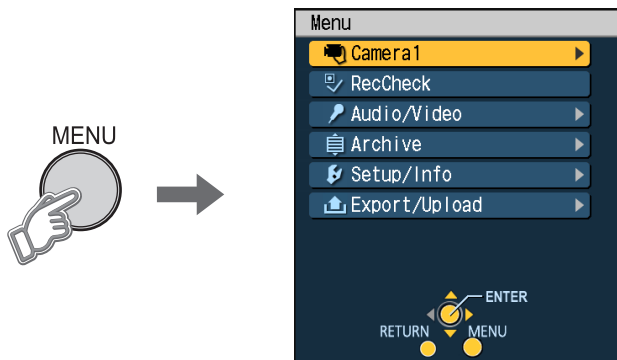 MENU
Menu
Camera1
RecCheck
Audio/Video
Archive
Setup/Info
Export/Upload
ENTER
RETURN MENU